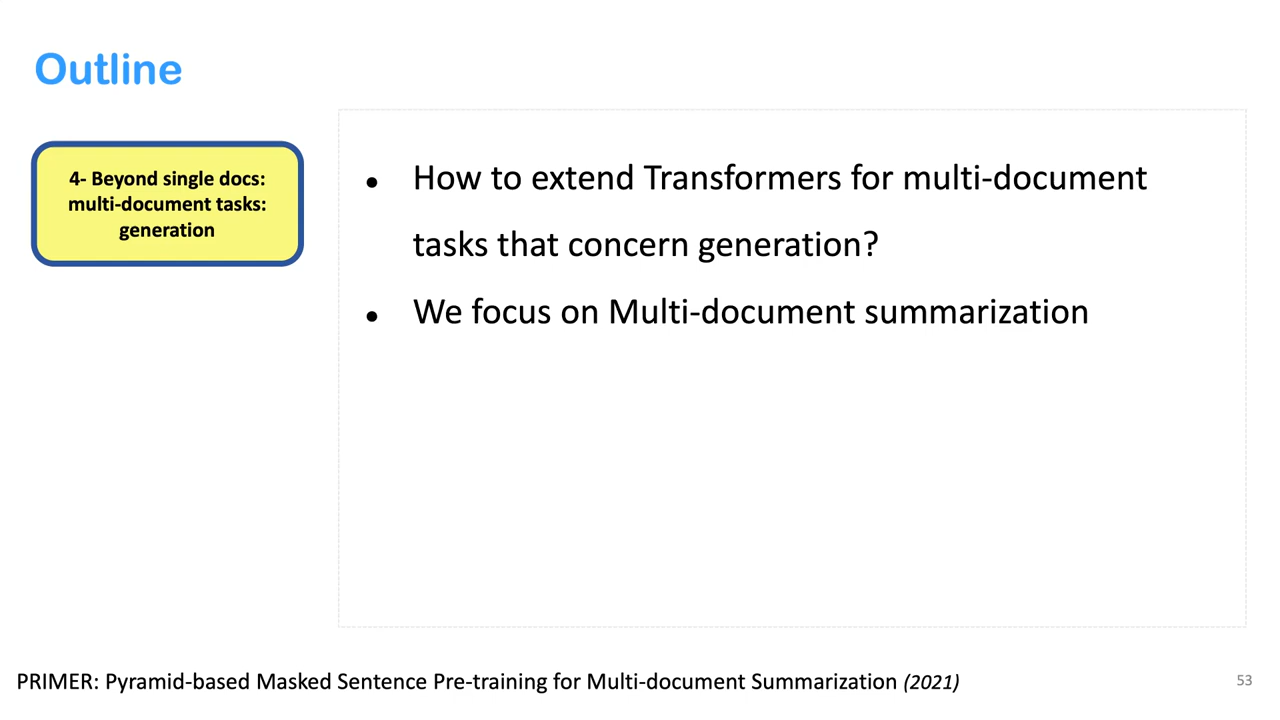 Outline
4- Beyond single docs:
multi-document tasks:
generation
• How to extend Transformers for multi-document
tasks that concern generation?
• We focus on Multi-document summarization
PRIMER: Pyramid-based Masked Sentence Pre-training for Multi-document Summarization (2021)
53